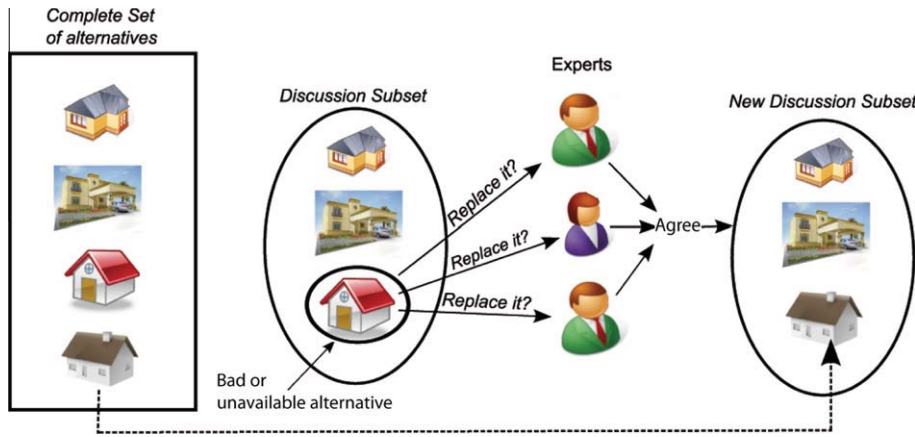 Complete Set
of alternatives
Discussion Subset
Experts
New Discussion Subset
Replace it?
Replace it?
Replace it?
Agree
Bad or
unavailable alternative